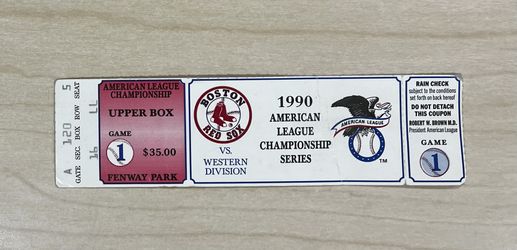 GATE SEC. BOX ROW SEAT
A 120 5
16 LL
AMERICAN LEAGUE
CHAMPIONSHIP
UPPER BOX
GAME
1
$35.00
FENWAY PARK
BOSTON
RED SOX
VS.
WESTERN
DIVISION
1990
AMERICAN
LEAGUE
CHAMPIONSHIP
SERIES
AMERICAN LEAGUE
TM
RAIN CHECK
subject to the conditions
set forth on back hereof
DO NOT DETACH
THIS COUPON
ROBERT W. BROWN M.D.
President American League
GAME
1